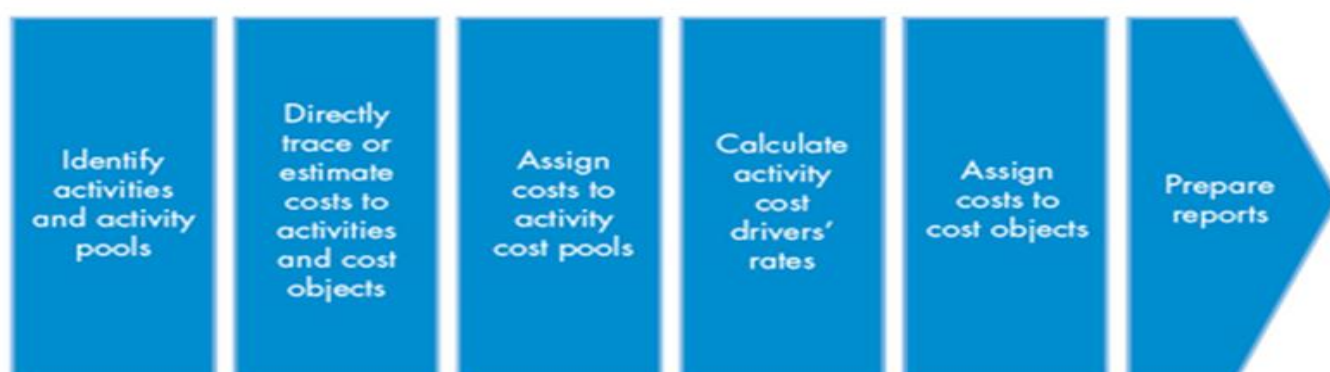 Identify
activities
and activity
pools
Directly
trace or
estimate
costs to
activities
and cost
objects
Assign
costs to
activity
cost pools
Calculate
activity
cost
drivers’
rates
Assign
costs to
cost objects
Prepare
reports